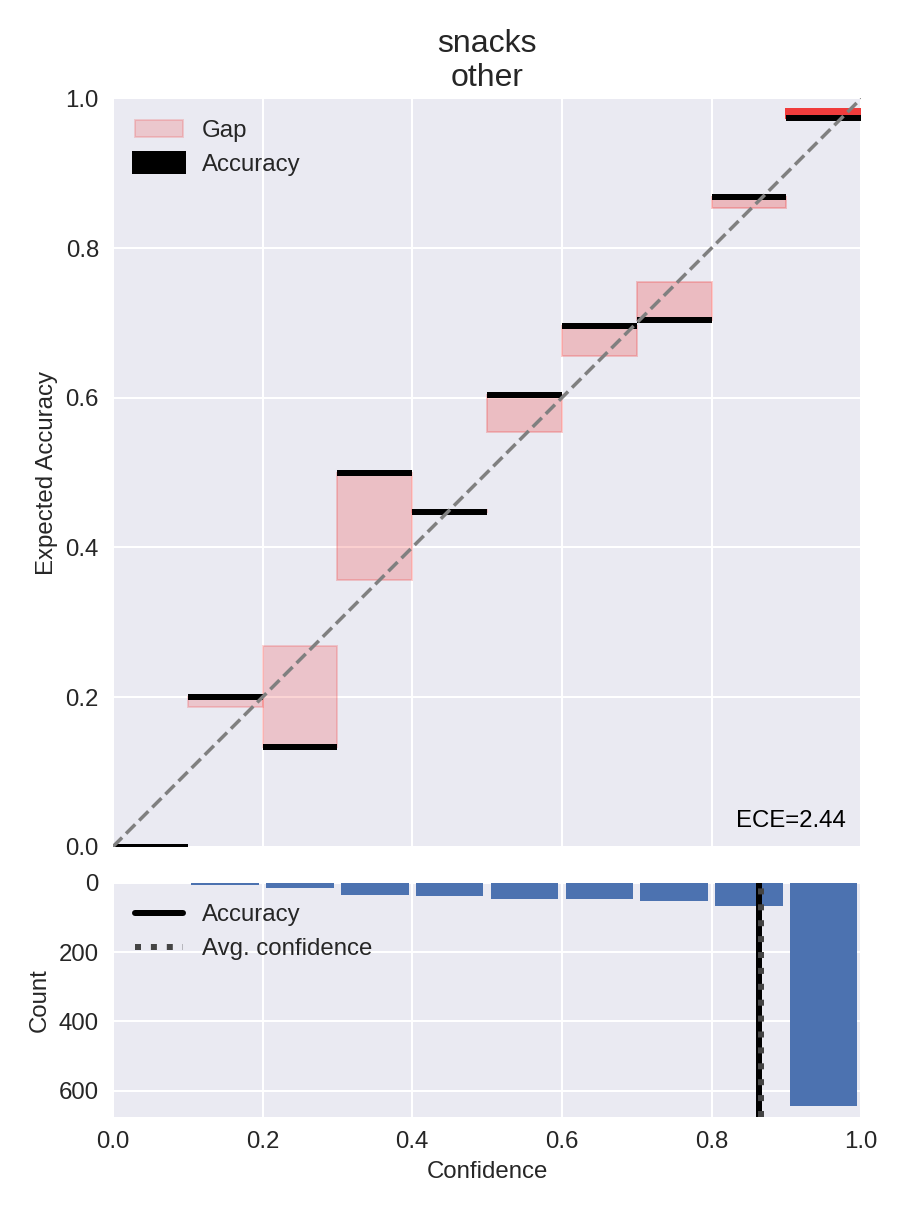 snacks
other
1.0
0.8
0.6
0.4
0.2
0.0
Expected Accuracy
Gap
Accuracy
ECE=2.44
0
200
400
600
Count
Accuracy
Avg. confidence
0.0 0.2 0.4 0.6 0.8 1.0
Confidence